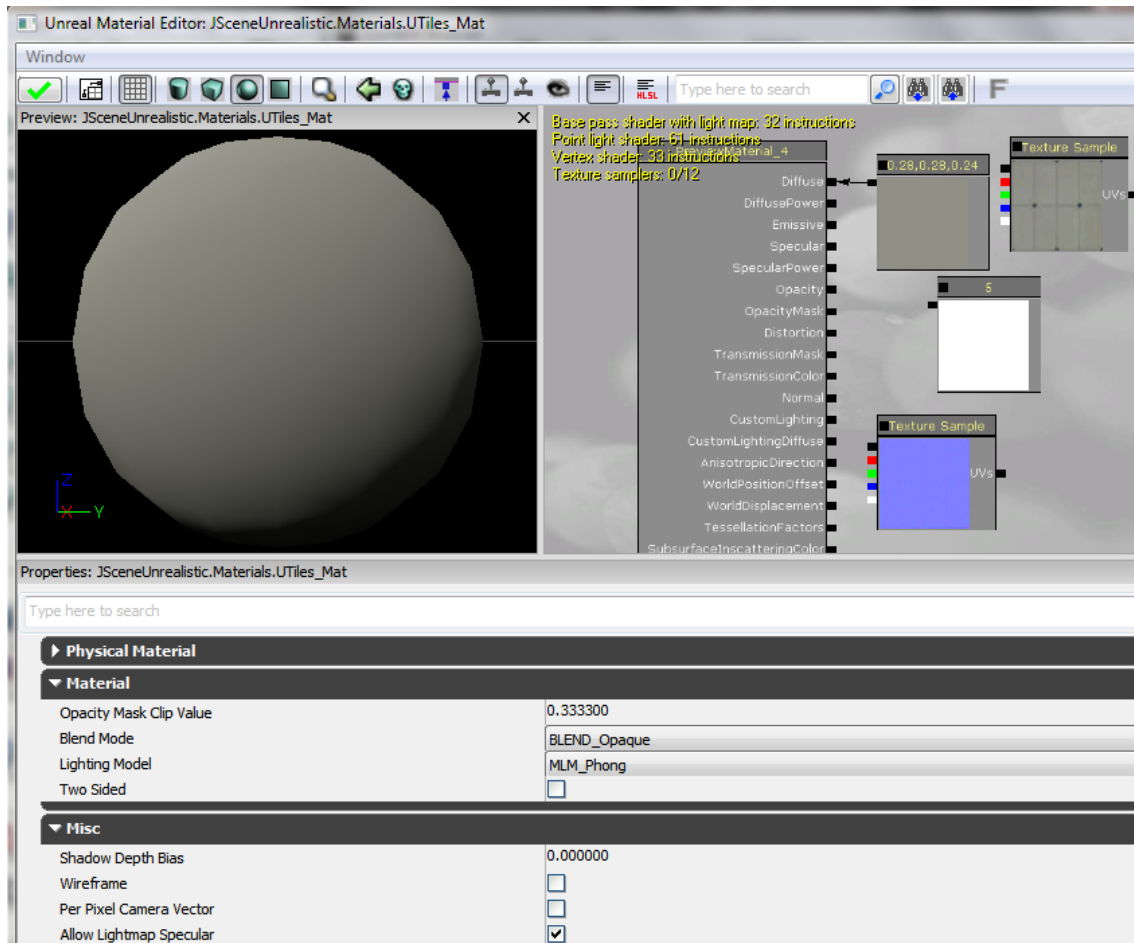 Unreal Material Editor: JSceneUnrealistic.Materials.UTiles_Mat
Window
HLSL
Type here to search
F
Preview: JSceneUnrealistic.Materials.UTiles_Mat
X
Z
X
Y
Base pass shader with light map: 32 instructions
Point light shader: 61 instructions
Vertex shader: 33 instructions
Texture samplers: 0/12
PreviewMaterial_4
Diffuse
DiffusePower
Emissive
Specular
SpecularPower
Opacity
OpacityMask
Distortion
TransmissionMask
TransmissionColor
Normal
CustomLighting
CustomLightingDiffuse
AnisotropicDirection
WorldPositionOffset
WorldDisplacement
TessellationFactors
SubsurfaceInscatteringColor
0.28,0.28,0.24
Texture Sample
UVs
5
Texture Sample
UVs
Properties: JSceneUnrealistic.Materials.UTiles_Mat
Type here to search
Physical Material
Material
Opacity Mask Clip Value 0.333300
Blend Mode BLEND_Opaque
Lighting Model MLM_Phong
Two Sided
Misc
Shadow Depth Bias 0.000000
Wireframe
Per Pixel Camera Vector
Allow Lightmap Specular